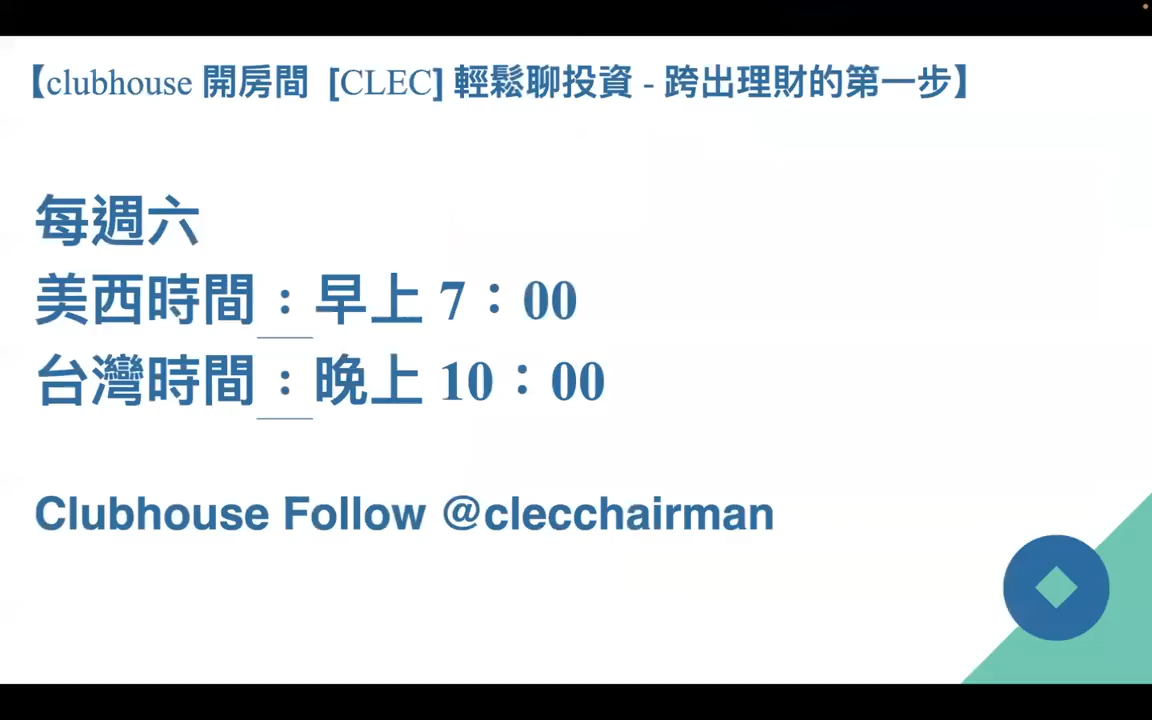 【clubhouse 開房間 [CLEC] 輕鬆聊投資 - 跨出理財的第一步】
每週六
美西時間：早上 7：00
台灣時間：晚上 10：00
Clubhouse Follow @clecchairman